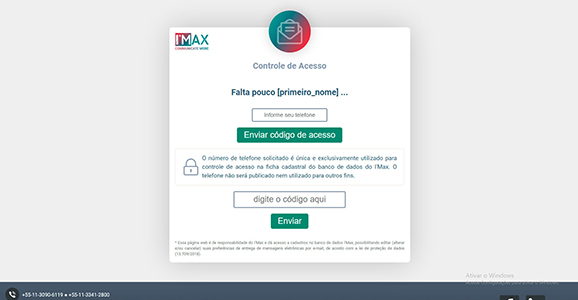 I'MAX
COMMUNICATE MORE
Controle de Acesso
Falta pouco [primeiro_nome] ...
Informe seu telefone
Enviar código de acesso
O número de telefone solicitado é única e exclusivamente utilizado para
controle de acesso na ficha cadastral do banco de dados do I'Max. O
telefone não será publicado nem utilizado para outros fins.
digite o código aqui
Enviar
* Essa página web é de responsabilidade do I'Max e dá acesso a cadastros no banco de dados I'Max, possibilitando editar (alterar
e/ou cancelar) suas preferências de entrega de mensagens eletrônicas por e-mail, de acordo com a lei de proteção de dados
(13.709/2018).
Ativar o Windows
Acesse Configurações para ativar o Windows.
+55-11-3090-6119 ● +55-11-3341-2800